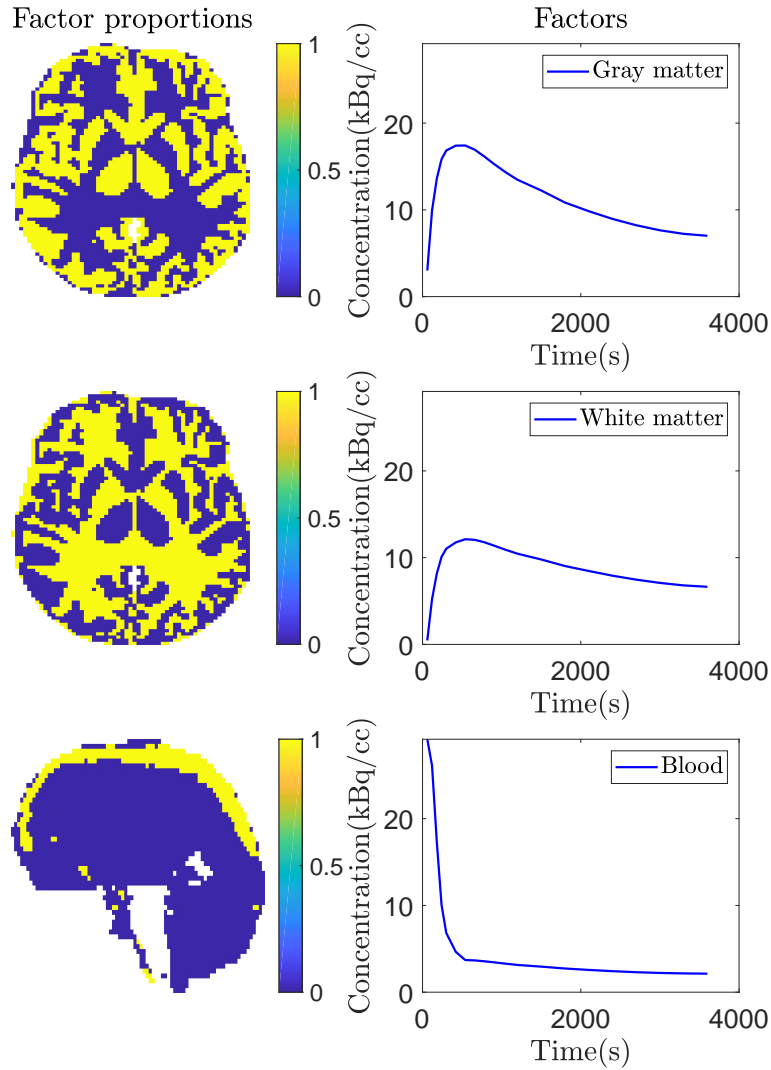 Factor proportions
Factors
1
0.5
0
Concentration(kBq/cc)
20
10
0
Gray matter
0
2000
4000
Time(s)
1
0.5
0
Concentration(kBq/cc)
20
10
0
White matter
0
2000
4000
Time(s)
1
0.5
0
Concentration(kBq/cc)
20
10
0
Blood
0
2000
4000
Time(s)